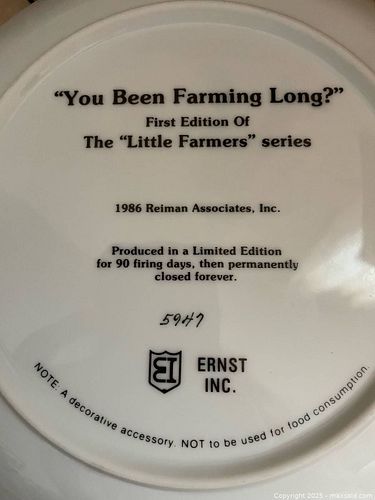 “You Been Farming Long?”
First Edition Of
The “Little Farmers” series
1986 Reiman Associates, Inc.
Produced in a Limited Edition
for 90 firing days, then permanently
closed forever.
5947
EI
ERNST
INC.
NOTE: A decorative accessory. NOT to be used for food consumption.
Copyright 2025 - maxsold.com